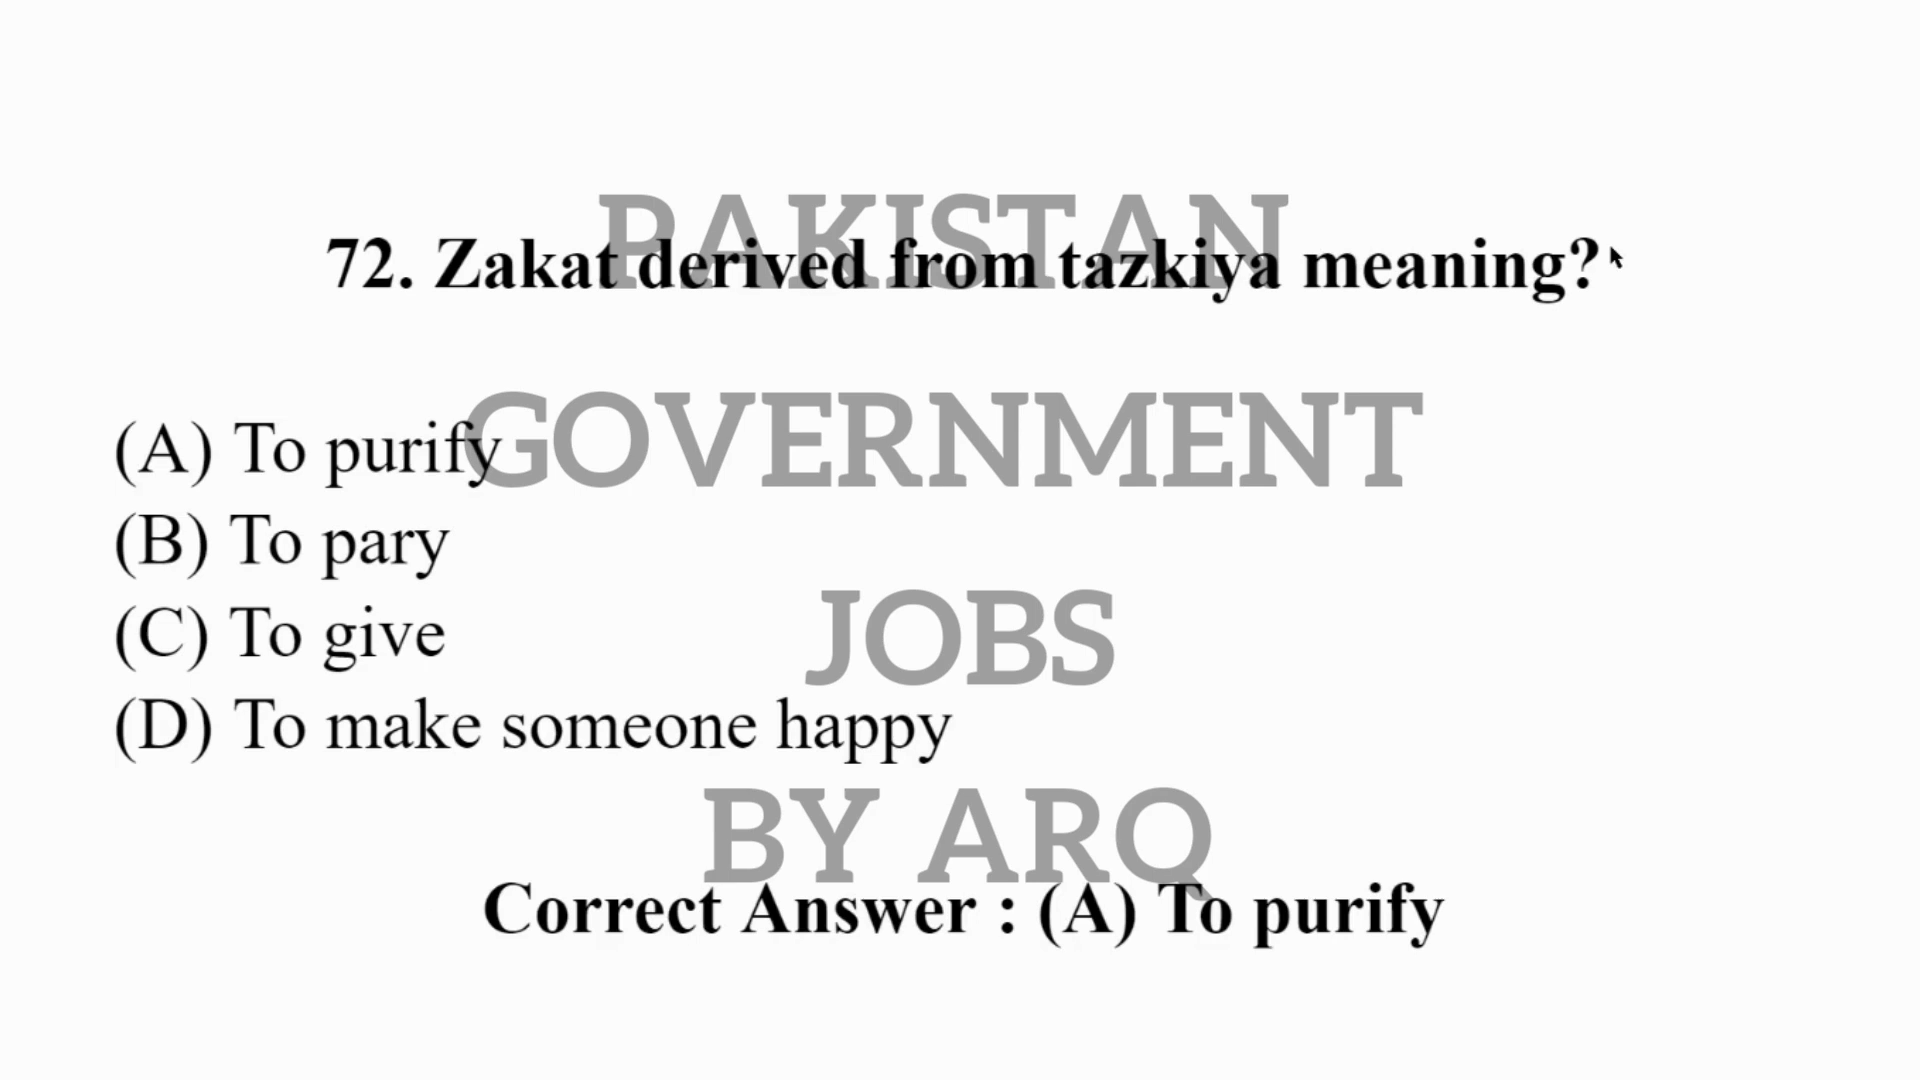 PAKISTAN
72. Zakat derived from tazkiya meaning?
GOVERNMENT
(A) To purify
(B) To pary
(C) To give
JOBS
(D) To make someone happy
BY ARQ
Correct Answer : (A) To purify